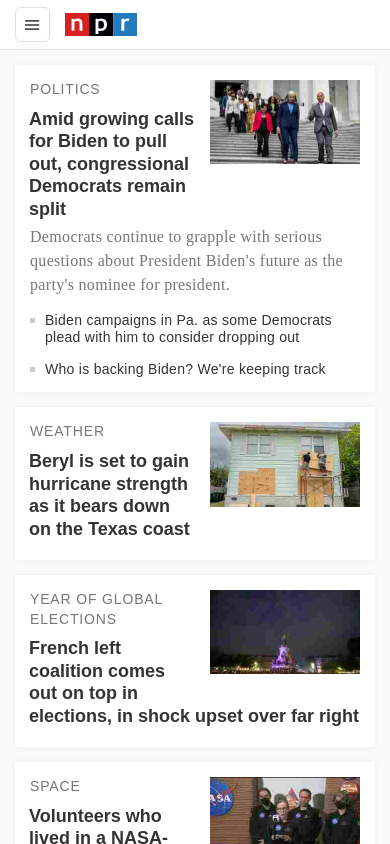 npr
POLITICS
Amid growing calls
for Biden to pull
out, congressional
Democrats remain
split
Democrats continue to grapple with serious
questions about President Biden's future as the
party's nominee for president.
Biden campaigns in Pa. as some Democrats
plead with him to consider dropping out
Who is backing Biden? We're keeping track
WEATHER
Beryl is set to gain
hurricane strength
as it bears down
on the Texas coast
YEAR OF GLOBAL
ELECTIONS
French left
coalition comes
out on top in
elections, in shock upset over far right
SPACE
Volunteers who
lived in a NASA-
NASA